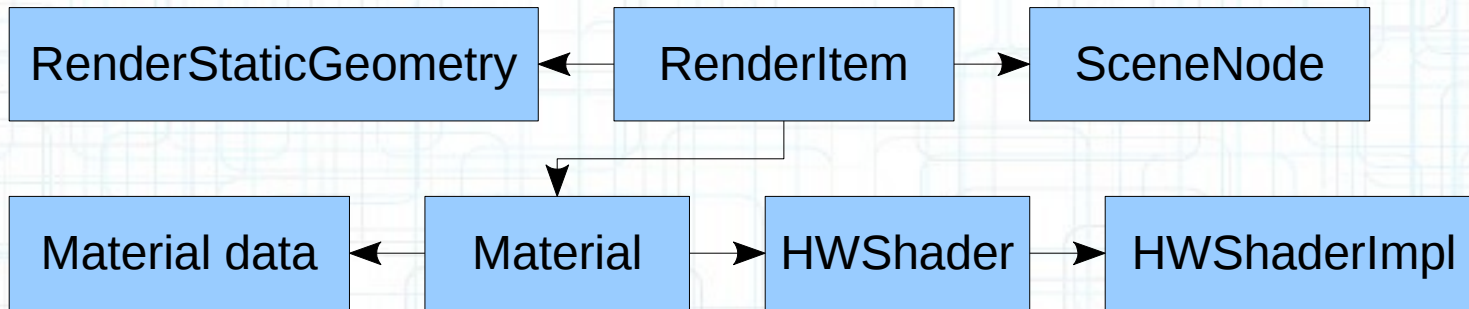 RenderStaticGeometry
RenderItem
SceneNode
Material data
Material
HWShader
HWShaderImpl